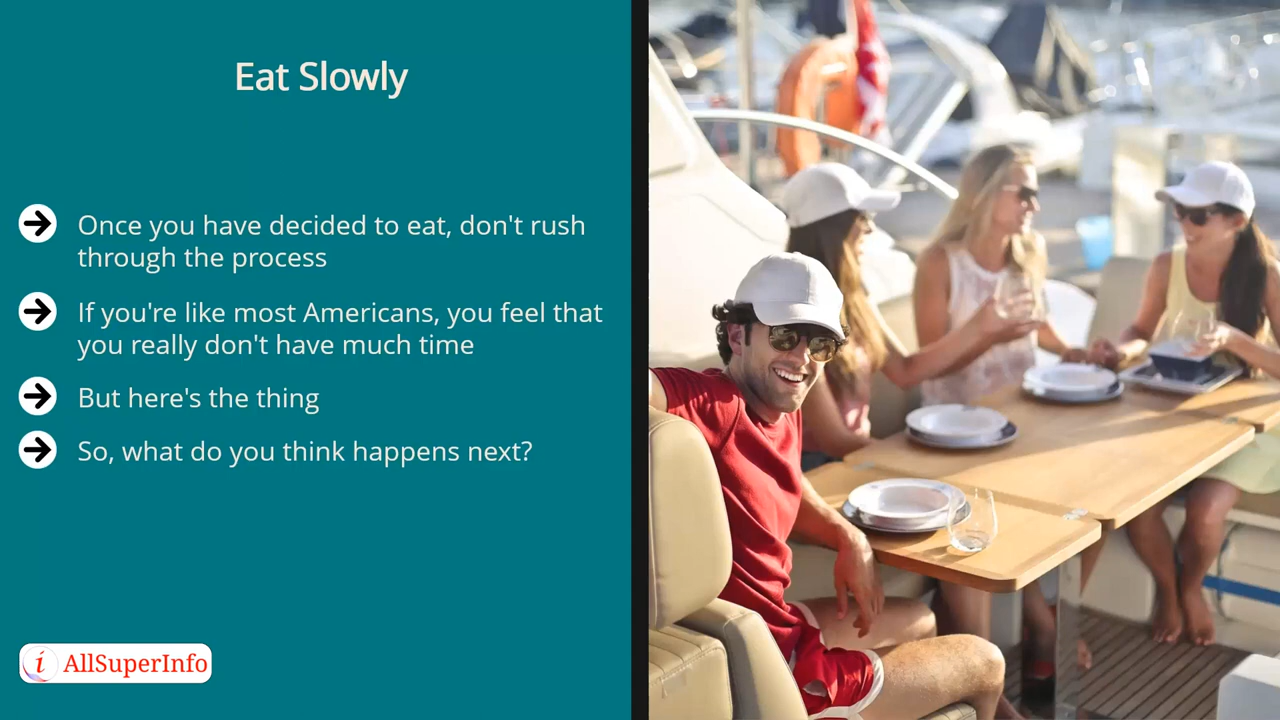 Eat Slowly
Once you have decided to eat, don't rush
through the process
If you're like most Americans, you feel that
you really don't have much time
But here's the thing
So, what do you think happens next?
i AllSuperInfo